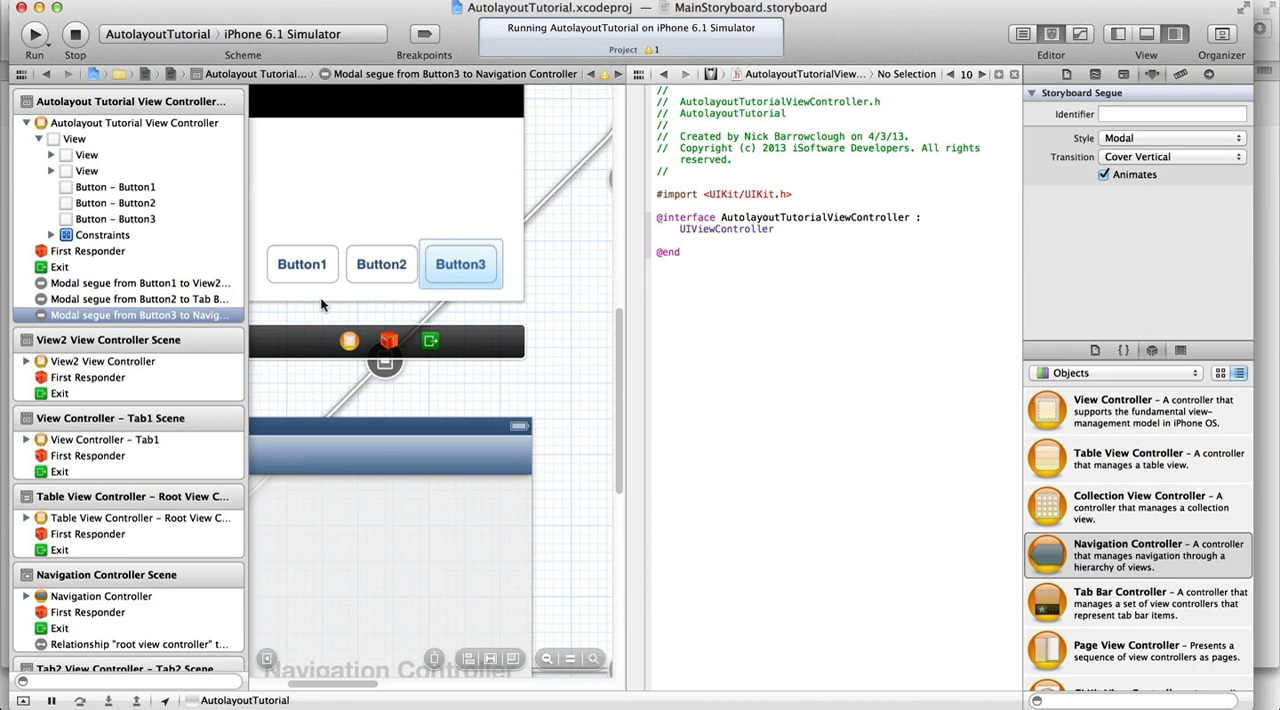 AutolayoutTutorial.xcodeproj — MainStoryboard.storyboard
AutolayoutTutorial › iPhone 6.1 Simulator
Running AutolayoutTutorial on iPhone 6.1 Simulator
Project 1
Run
Stop
Scheme
Breakpoints
Editor
View
Organizer
Autolayout Tutorial...
Modal segue from Button3 to Navigation Controller
AutolayoutTutorialView...
No Selection
10
Autolayout Tutorial View Controller...
Autolayout Tutorial View Controller
View
View
View
Button – Button1
Button – Button2
Button – Button3
Constraints
First Responder
Exit
Modal segue from Button1 to View2...
Modal segue from Button2 to Tab B...
Modal segue from Button3 to Navig...
View2 View Controller Scene
View2 View Controller
First Responder
Exit
View Controller – Tab1 Scene
View Controller – Tab1
First Responder
Exit
Table View Controller – Root View C...
Table View Controller – Root View C...
First Responder
Exit
Navigation Controller Scene
Navigation Controller
First Responder
Exit
Relationship "root view controller" t...
Tab2 View Controller – Tab2 Scene
Button1
Button2
Button3
Navigation Controller
//
// AutolayoutTutorialViewController.h
// AutolayoutTutorial
//
// Created by Nick Barrowclough on 4/3/13.
// Copyright (c) 2013 iSoftware Developers. All rights
reserved.
//
#import <UIKit/UIKit.h>
@interface AutolayoutTutorialViewController :
UIViewController
@end
Storyboard Segue
Identifier
Style Modal
Transition Cover Vertical
Animates
Objects
View Controller – A controller that
supports the fundamental view-
management model in iPhone OS.
Table View Controller – A controller
that manages a table view.
Collection View Controller – A
controller that manages a collection
view.
Navigation Controller – A controller
that manages navigation through a
hierarchy of views.
Tab Bar Controller – A controller that
manages a set of view controllers that
represent tab bar items.
Page View Controller – Presents a
sequence of view controllers as pages.
AutolayoutTutorial